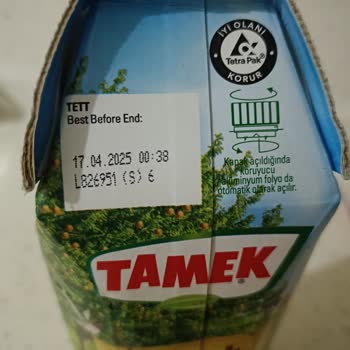 İYİ OLANI
Tetra Pak®
KORUR
TETT
Best Before End:
17.04.2025 00:38
L826951 (S) 6
Kapak açıldığında
koruyucu
alüminyum folyo da
otomatik olarak açılır.
TAMEK®